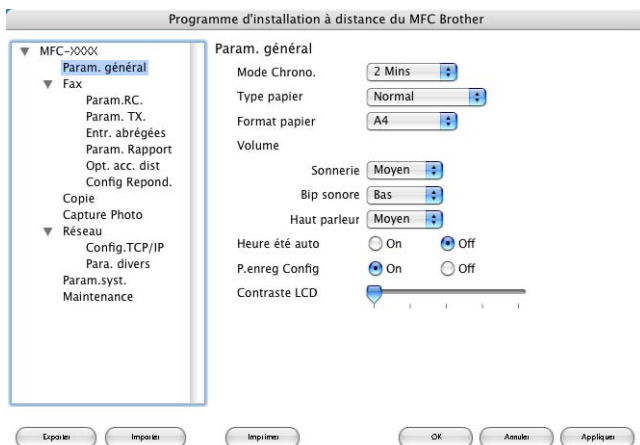 Programme d'installation à distance du MFC Brother
MFC-XXXX
Param. général
Fax
Param.RC.
Param. TX.
Entr. abrégées
Param. Rapport
Opt. acc. dist
Config Repond.
Copie
Capture Photo
Réseau
Config.TCP/IP
Para. divers
Param.syst.
Maintenance
Param. général
Mode Chrono. 2 Mins
Type papier Normal
Format papier A4
Volume
Sonnerie Moyen
Bip sonore Bas
Haut parleur Moyen
Heure été auto On Off
P.enreg Config On Off
Contraste LCD
Exporter Importer Imprimer OK Annuler Appliquer